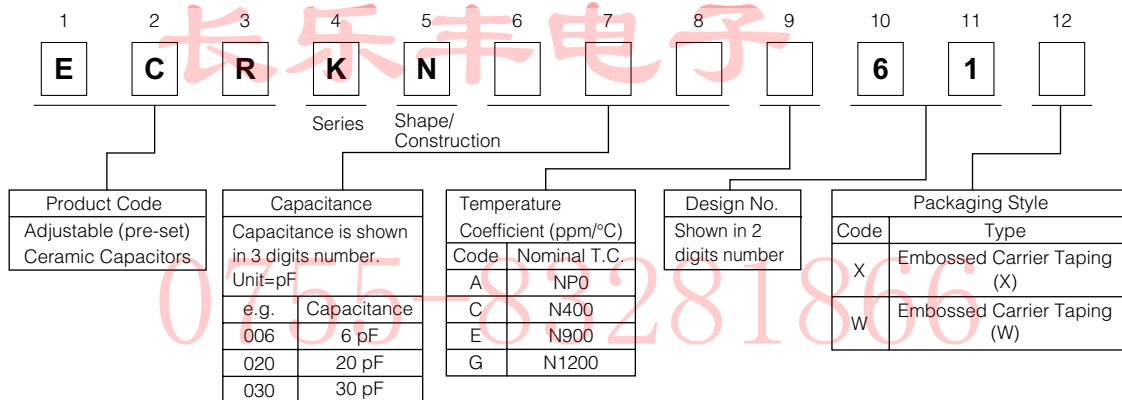 1 2 3 4 5 6 7 8 9 10 11 12
长乐丰电子
E C R K N 6 1
Series
Shape/
Construction
Product Code
Adjustable (pre-set)
Ceramic Capacitors
Capacitance
Capacitance is shown
in 3 digits number.
Unit=pF
e.g. Capacitance
006 6 pF
020 20 pF
030 30 pF
Temperature
Coefficient (ppm/°C)
Code Nominal T.C.
A NP0
C N400
E N900
G N1200
Design No.
Shown in 2
digits number
Packaging Style
Code Type
X Embossed Carrier Taping
(X)
W Embossed Carrier Taping
(W)
0755-83281866